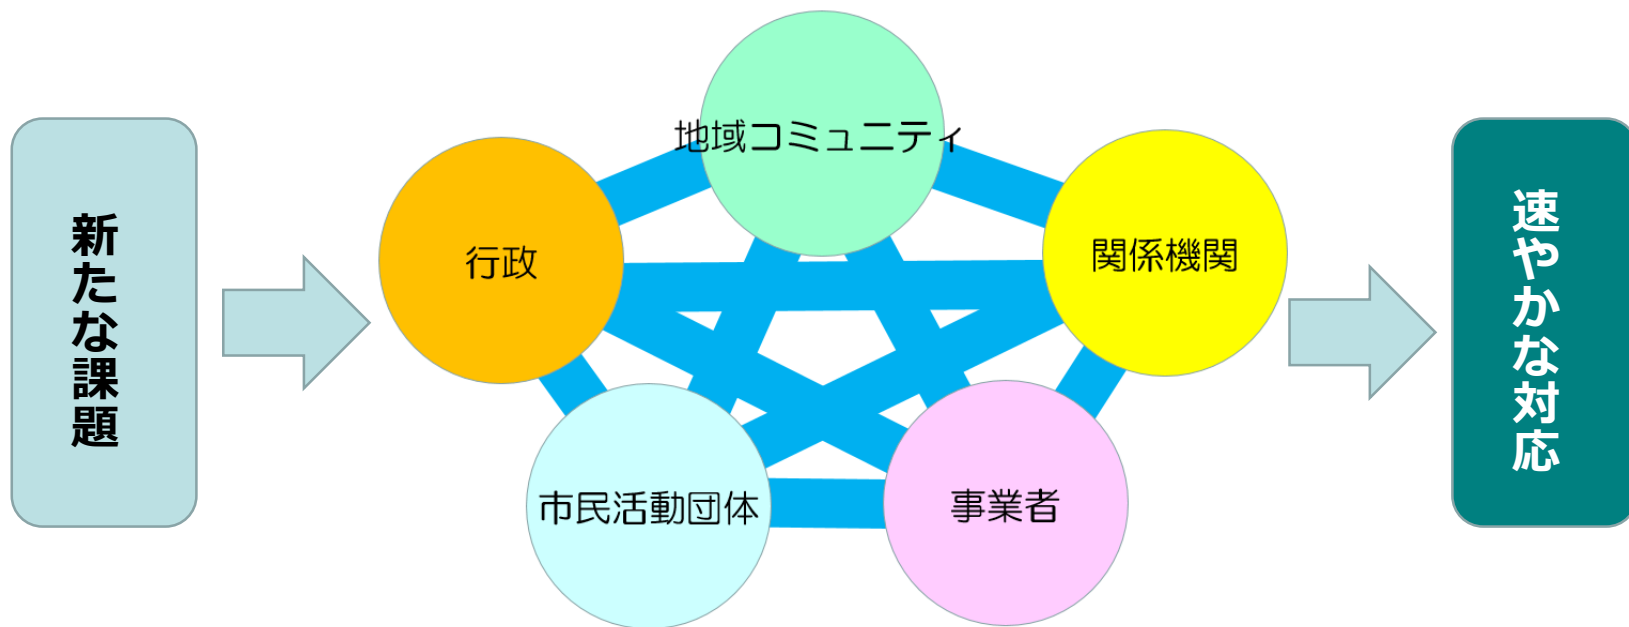 新たな課題
地域コミュニティ
行政
関係機関
市民活動団体
事業者
速やかな対応